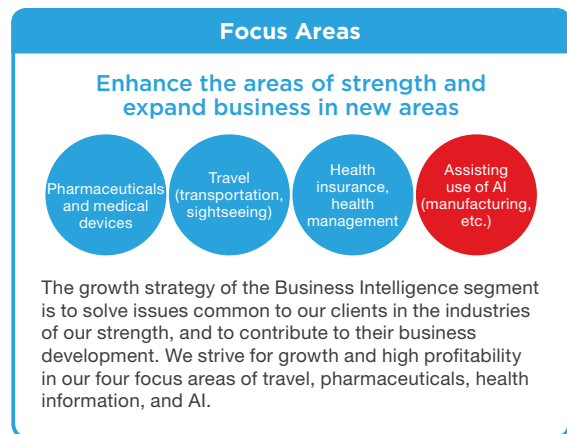 Focus Areas
Enhance the areas of strength and
expand business in new areas
Pharmaceuticals
and medical
devices
Travel
(transportation,
sightseeing)
Health
insurance,
health
management
Assisting
use of AI
(manufacturing,
etc.)
The growth strategy of the Business Intelligence segment
is to solve issues common to our clients in the industries
of our strength, and to contribute to their business
development. We strive for growth and high profitability
in our four focus areas of travel, pharmaceuticals, health
information, and AI.